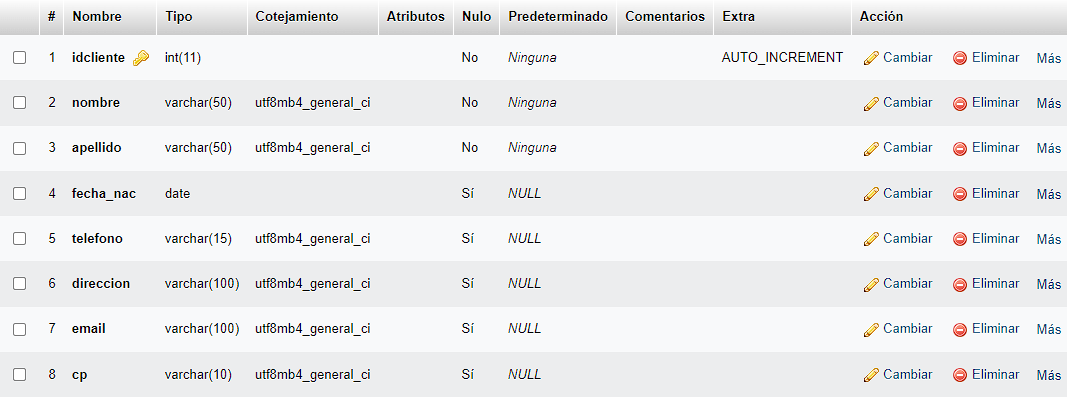 # Nombre Tipo Cotejamiento Atributos Nulo Predeterminado Comentarios Extra Acción
1 idcliente int(11) No Ninguna AUTO_INCREMENT Cambiar Eliminar Más
2 nombre varchar(50) utf8mb4_general_ci No Ninguna Cambiar Eliminar Más
3 apellido varchar(50) utf8mb4_general_ci No Ninguna Cambiar Eliminar Más
4 fecha_nac date Sí NULL Cambiar Eliminar Más
5 telefono varchar(15) utf8mb4_general_ci Sí NULL Cambiar Eliminar Más
6 direccion varchar(100) utf8mb4_general_ci Sí NULL Cambiar Eliminar Más
7 email varchar(100) utf8mb4_general_ci Sí NULL Cambiar Eliminar Más
8 cp varchar(10) utf8mb4_general_ci Sí NULL Cambiar Eliminar Más